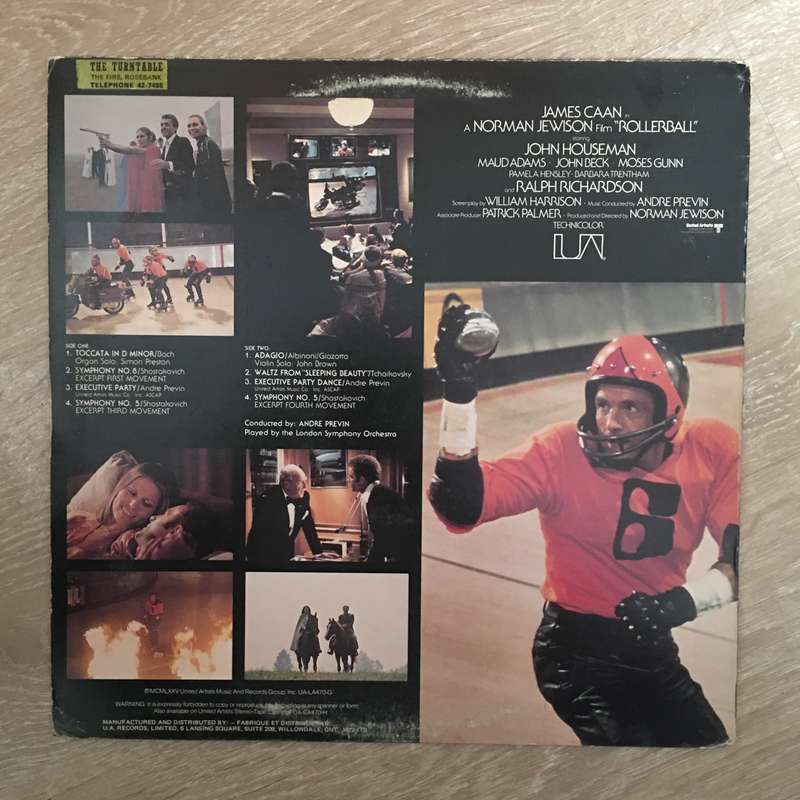 THE TURNTABLE
THE FIRS, ROSEBANK
TELEPHONE 42-7495
JAMES CAAN in
A NORMAN JEWISON Film "ROLLERBALL"
starring
JOHN HOUSEMAN
MAUD ADAMS · JOHN BECK · MOSES GUNN
PAMELA HENSLEY · BARBARA TRENTHAM
and RALPH RICHARDSON
Screenplay by WILLIAM HARRISON · Music Conducted by ANDRE PREVIN
Associate Producer PATRICK PALMER · Produced and Directed by NORMAN JEWISON
TECHNICOLOR
United Artists
T
UA
SIDE ONE:
1. TOCCATA IN D MINOR/Bach
Organ Solo: Simon Preston
2. SYMPHONY NO. 8/Shostakovich
EXCERPT FIRST MOVEMENT
3. EXECUTIVE PARTY/Andre Previn
United Artists Music Co. Inc. ASCAP
4. SYMPHONY NO. 5/Shostakovich
EXCERPT THIRD MOVEMENT
SIDE TWO:
1. ADAGIO/Albinoni/Giazotto
Violin Solo: John Brown
2. WALTZ FROM "SLEEPING BEAUTY"/Tchaikovsky
3. EXECUTIVE PARTY DANCE/Andre Previn
United Artists Music Co. Inc. ASCAP
4. SYMPHONY NO. 5/Shostakovich
EXCERPT FOURTH MOVEMENT
Conducted by: ANDRE PREVIN
Played by the London Symphony Orchestra
6
℗MCMLXXV United Artists Music And Records Group, Inc. UA-LA470-G
WARNING: It is expressly forbidden to copy or reproduce this recording in any manner or form
Also available on United Artists Stereo-Tape
MANUFACTURED AND DISTRIBUTED BY: – FABRIQUE ET DISTRIBUE PAR:
U.A. RECORDS, LIMITED, 6 LANSING SQUARE, SUITE 208, WILLOWDALE, ONT.